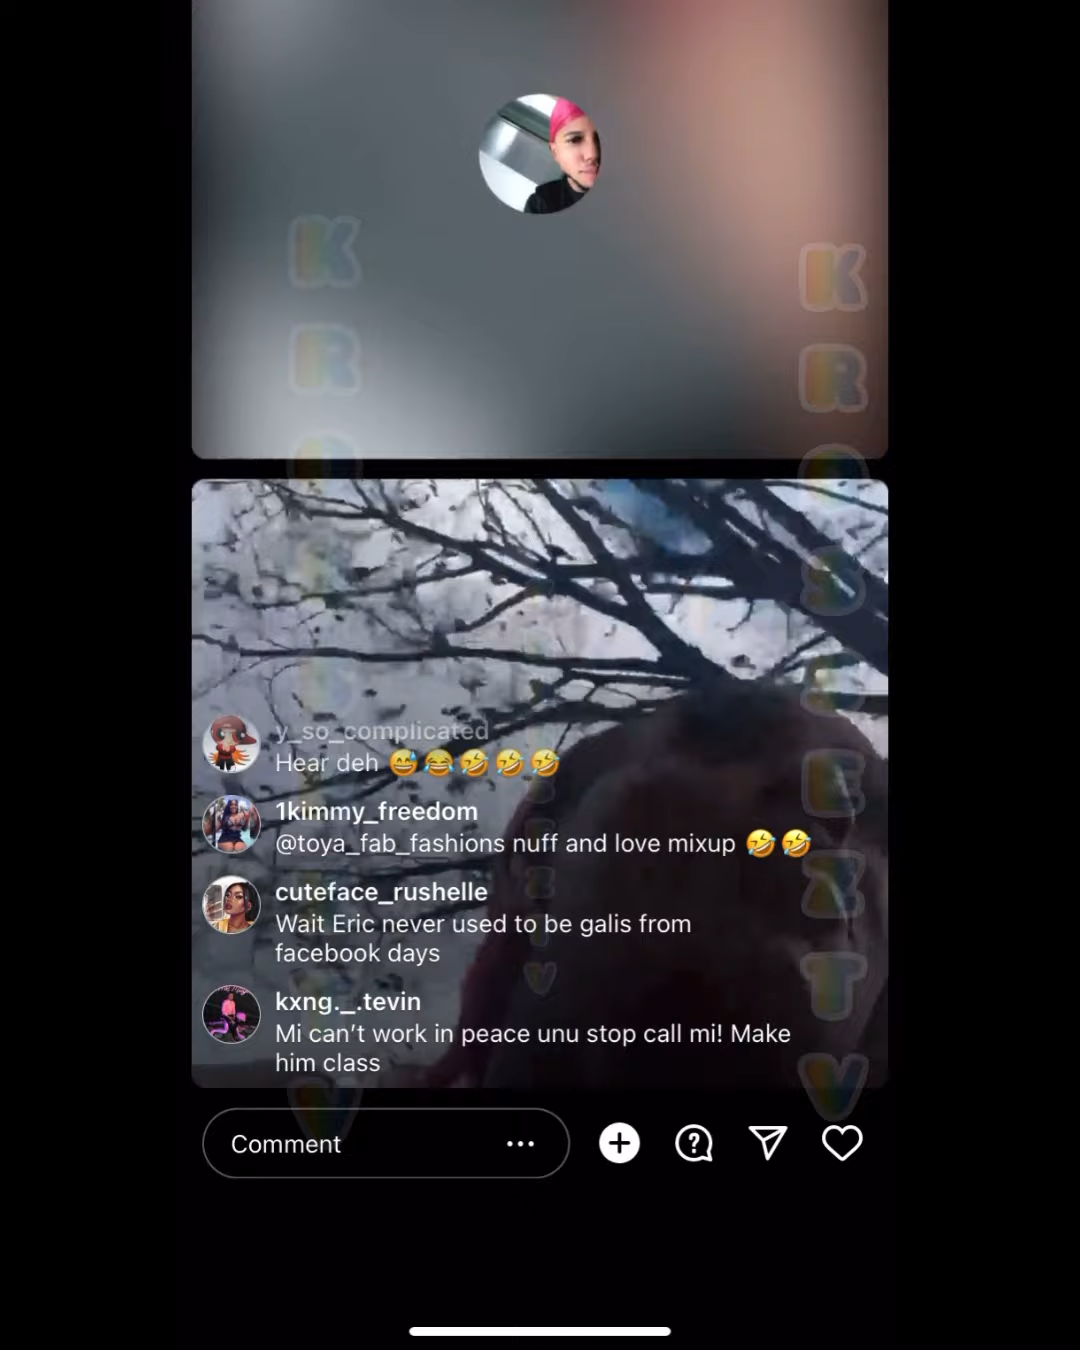 K
R
K
R
S
E
Z
T
V
y_so_complicated
Hear deh 😅😂🤣🤣🤣
1kimmy_freedom
@toya_fab_fashions nuff and love mixup 🤣🤣
cuteface_rushelle
Wait Eric never used to be galis from
facebook days
kxng._.tevin
Mi can't work in peace unu stop call mi! Make
him class
Comment